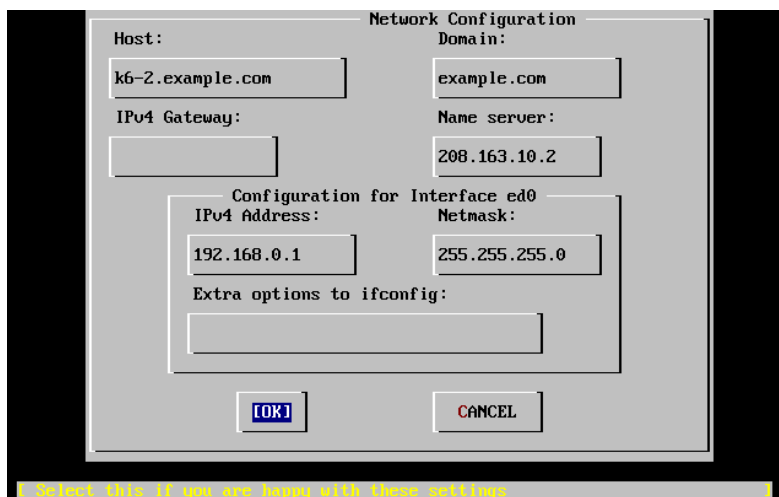 Network Configuration
Host: Domain:
k6-2.example.com example.com
IPv4 Gateway: Name server:
208.163.10.2
Configuration for Interface ed0
IPv4 Address: Netmask:
192.168.0.1 255.255.255.0
Extra options to ifconfig:
[OK] CANCEL
[ Select this if you are happy with these settings ]